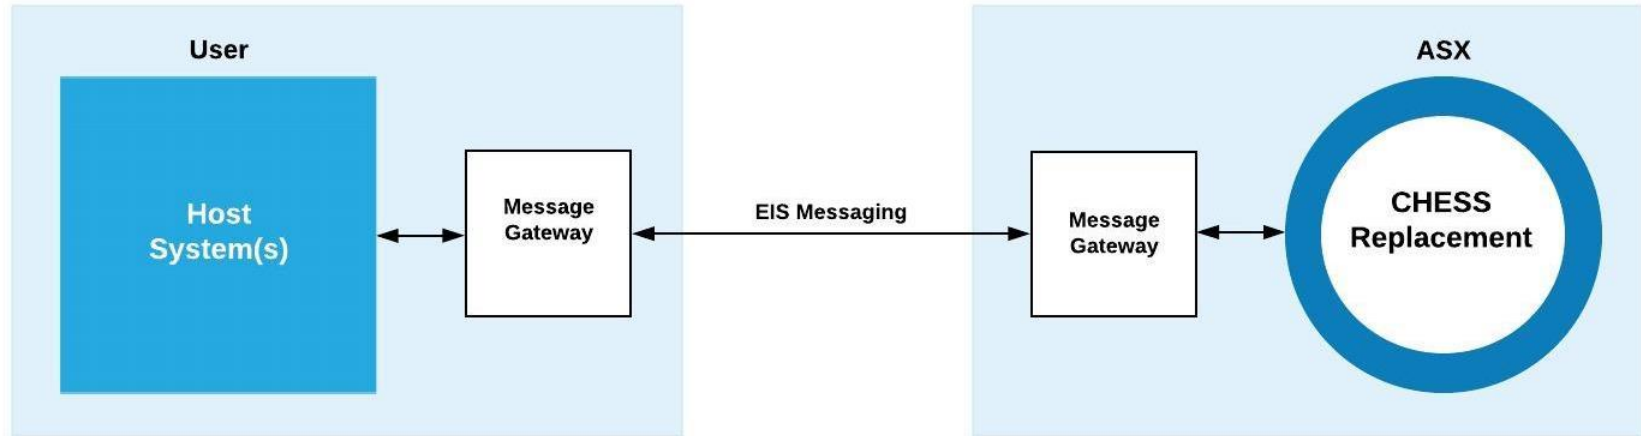 User
ASX
Host
System(s)
Message
Gateway
EIS Messaging
Message
Gateway
CHESS
Replacement